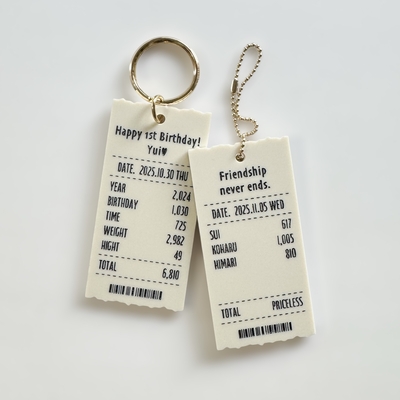 Happy 1st Birthday!
Yui♥
DATE. 2025.10.30 THU
YEAR 2,024
BIRTHDAY 1,030
TIME 725
WEIGHT 2,982
HIGHT 49
TOTAL 6,810
Friendship
never ends.
DATE. 2025.11.05 WED
SUI 617
KOHARU 1,005
HIMARI 810
TOTAL PRICELESS